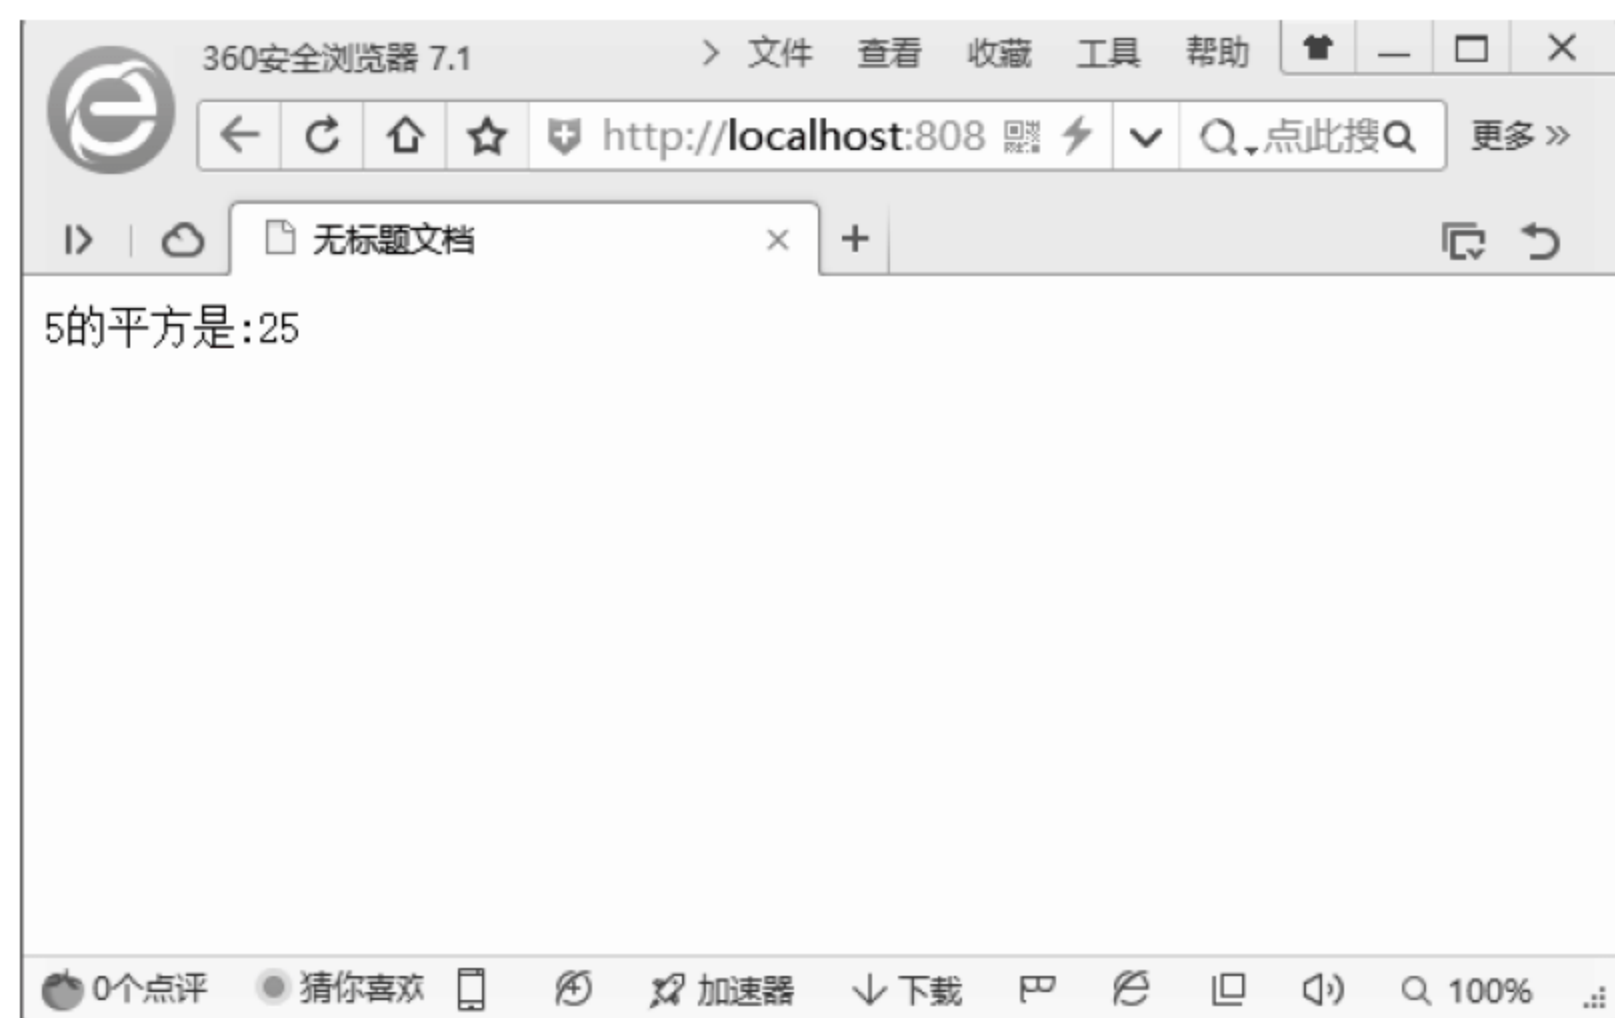 360安全浏览器 7.1 > 文件 查看 收藏 工具 帮助
http://localhost:808 点此搜 更多 »
无标题文档
5的平方是:25
0个点评 猜你喜欢 加速器 下载 100%